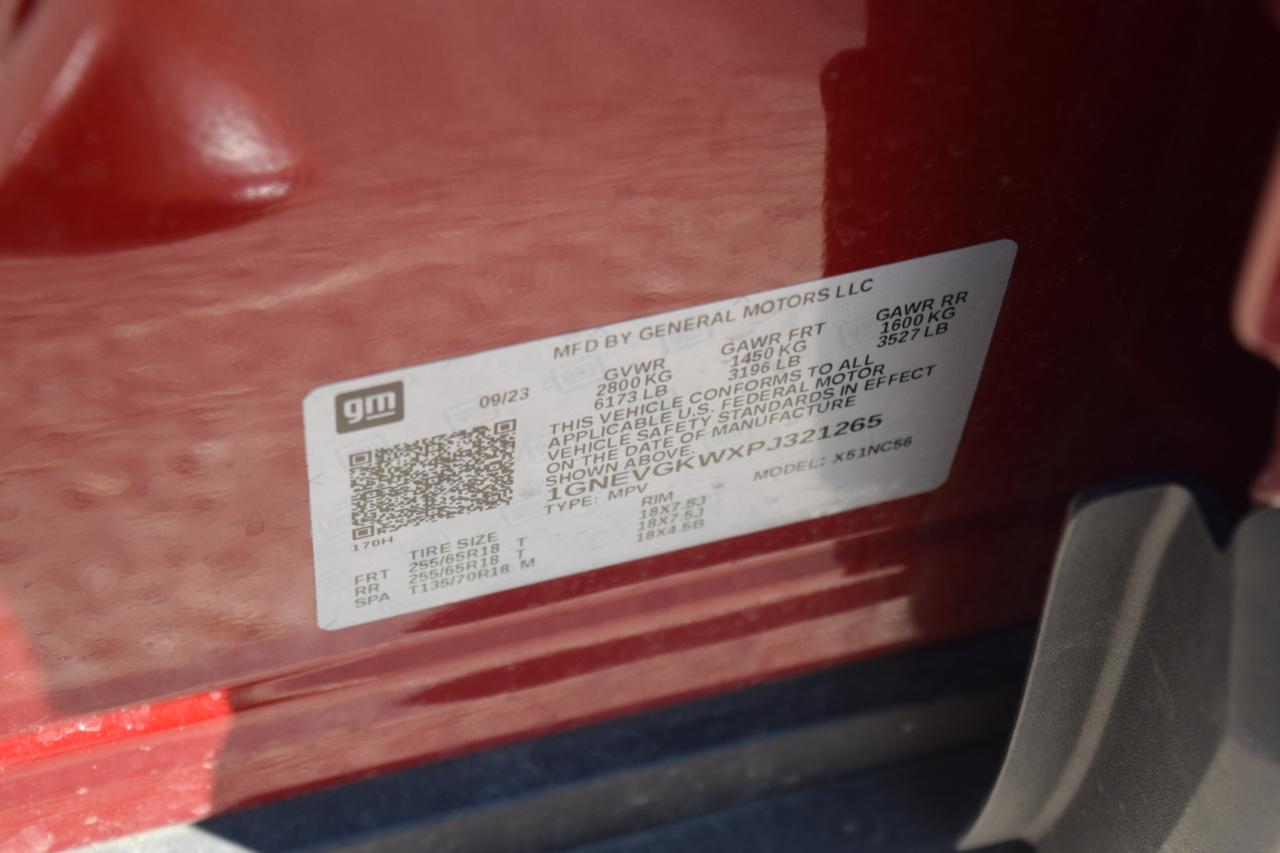 gm
MFD BY GENERAL MOTORS LLC
09/23
GVWR GAWR FRT GAWR RR
2800 KG 1450 KG 1600 KG
6173 LB 3196 LB 3527 LB
THIS VEHICLE CONFORMS TO ALL
APPLICABLE U.S. FEDERAL MOTOR
VEHICLE SAFETY STANDARDS IN EFFECT
ON THE DATE OF MANUFACTURE
SHOWN ABOVE.
1GNEVGKWXPJ321265
TYPE: MPV MODEL: X51NC56
170H
TIRE SIZE RIM
FRT 255/65R18 T 18X7.5J
RR 255/65R18 T 18X7.5J
SPA T135/70R18 M 18X4.5B